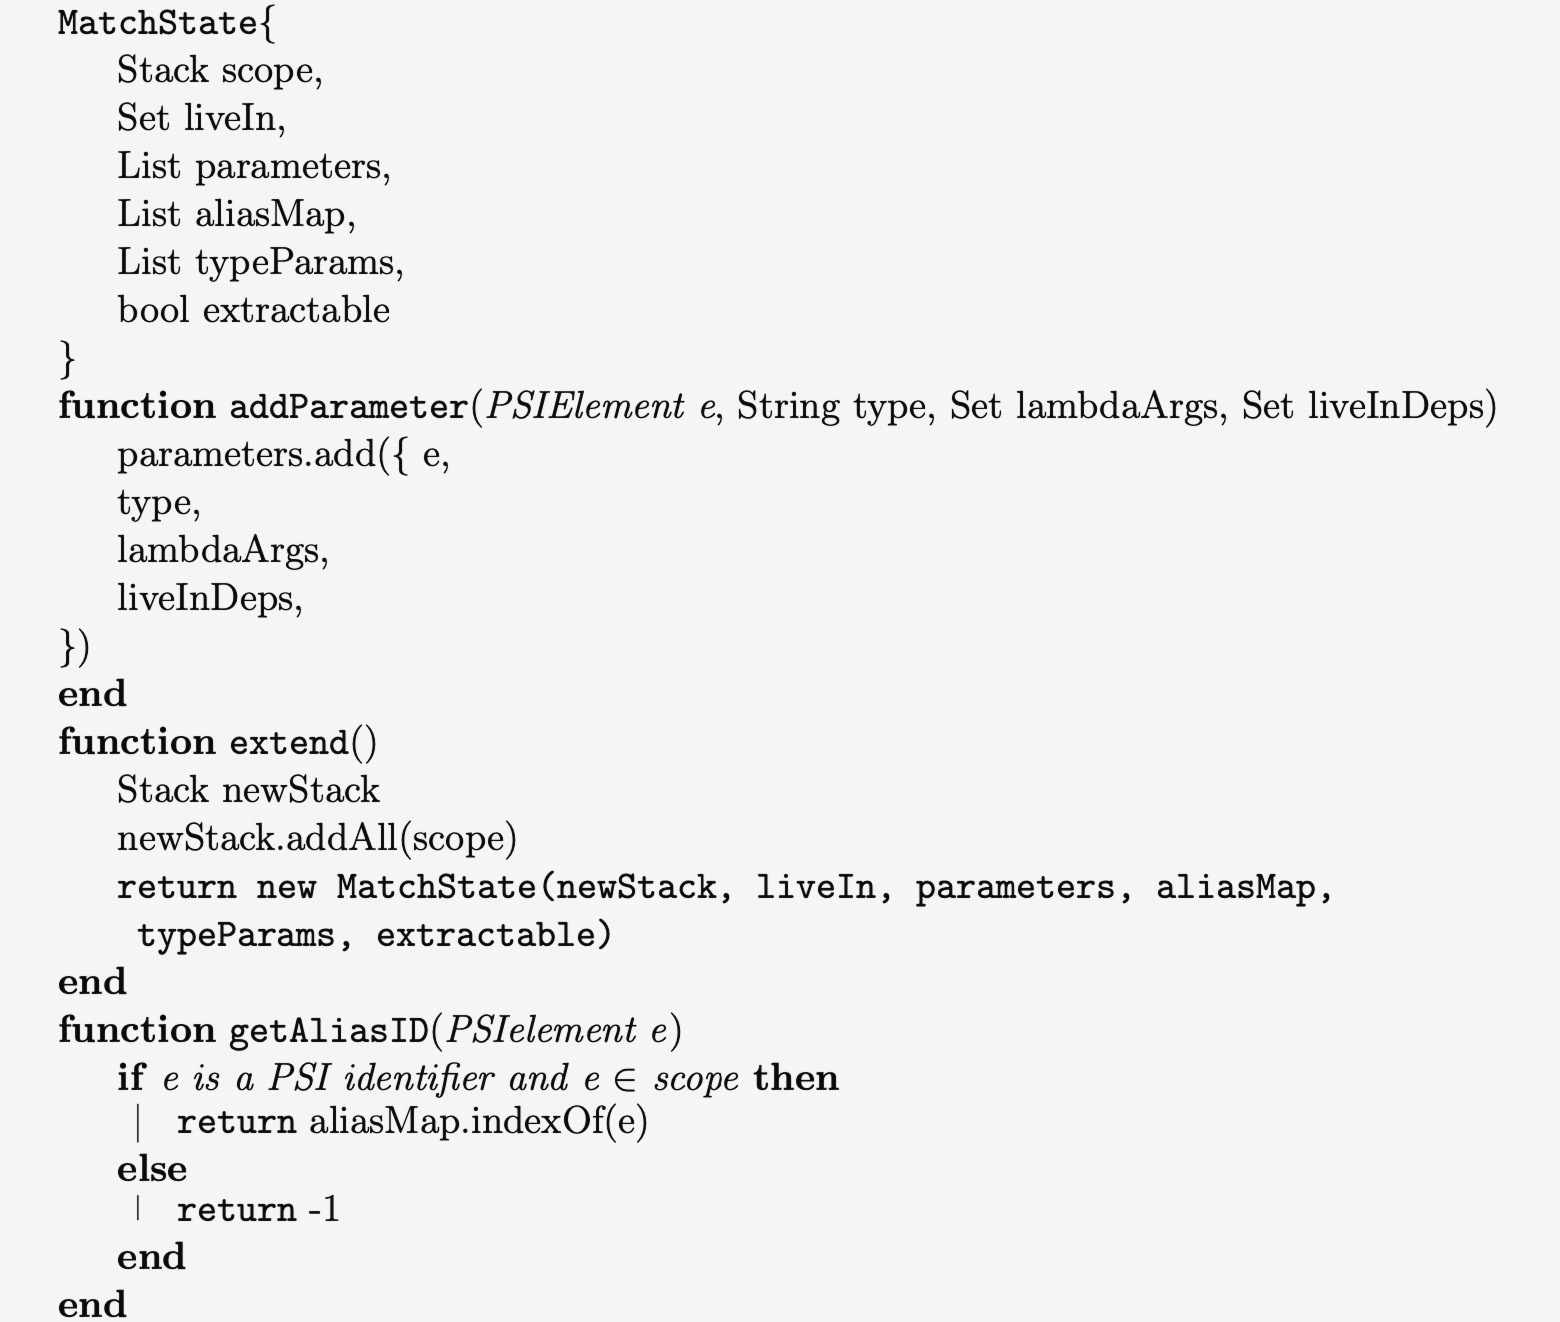 MatchState{
Stack scope,
Set liveIn,
List parameters,
List aliasMap,
List typeParams,
bool extractable
}
function addParameter(PSIElement e, String type, Set lambdaArgs, Set liveInDeps)
parameters.add({ e,
type,
lambdaArgs,
liveInDeps,
})
end
function extend()
Stack newStack
newStack.addAll(scope)
return new MatchState(newStack, liveIn, parameters, aliasMap,
typeParams, extractable)
end
function getAliasID(PSIelement e)
if e is a PSI identifier and e ∈ scope then
return aliasMap.indexOf(e)
else
return -1
end
end